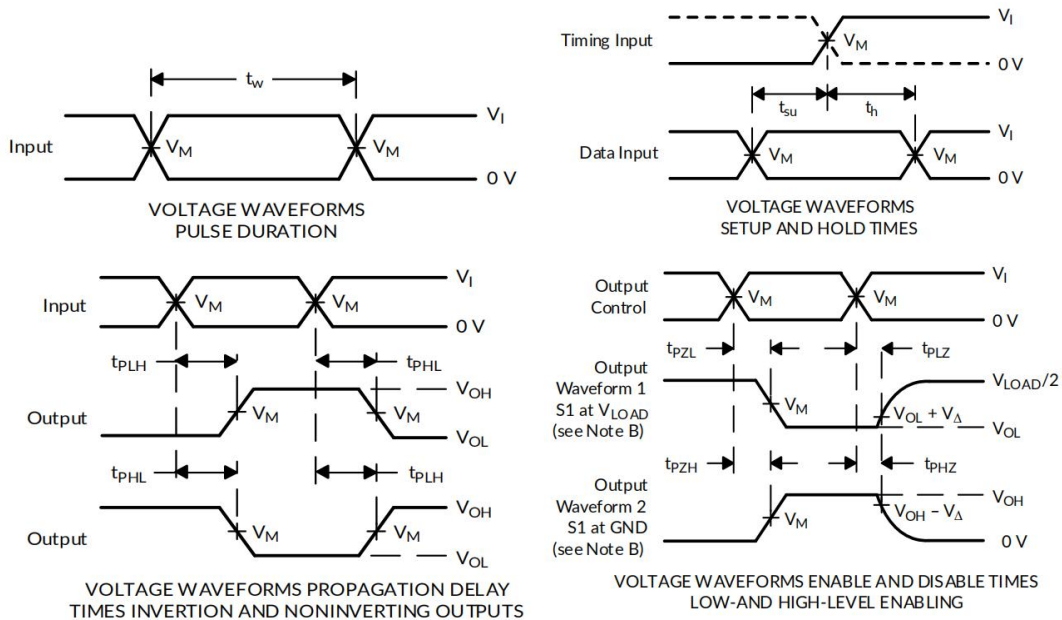 t_w
V_I
Input
V_M
V_M
0 V
VOLTAGE WAVEFORMS
PULSE DURATION
V_I
Timing Input
V_M
0 V
t_su
t_h
V_I
Data Input
V_M
V_M
0 V
VOLTAGE WAVEFORMS
SETUP AND HOLD TIMES
V_I
Input
V_M
V_M
0 V
t_PLH
t_PHL
V_OH
Output
V_M
V_M
V_OL
t_PHL
t_PLH
V_OH
Output
V_M
V_M
V_OL
VOLTAGE WAVEFORMS PROPAGATION DELAY
TIMES INVERTION AND NONINVERTING OUTPUTS
V_I
Output
Control
V_M
V_M
0 V
t_PZL
t_PLZ
Output
Waveform 1
S1 at V_LOAD
(see Note B)
V_LOAD/2
V_M
V_OL + V_Δ
V_OL
t_PZH
t_PHZ
Output
Waveform 2
S1 at GND
(see Note B)
V_OH
V_M
V_OH – V_Δ
0 V
VOLTAGE WAVEFORMS ENABLE AND DISABLE TIMES
LOW-AND HIGH-LEVEL ENABLING